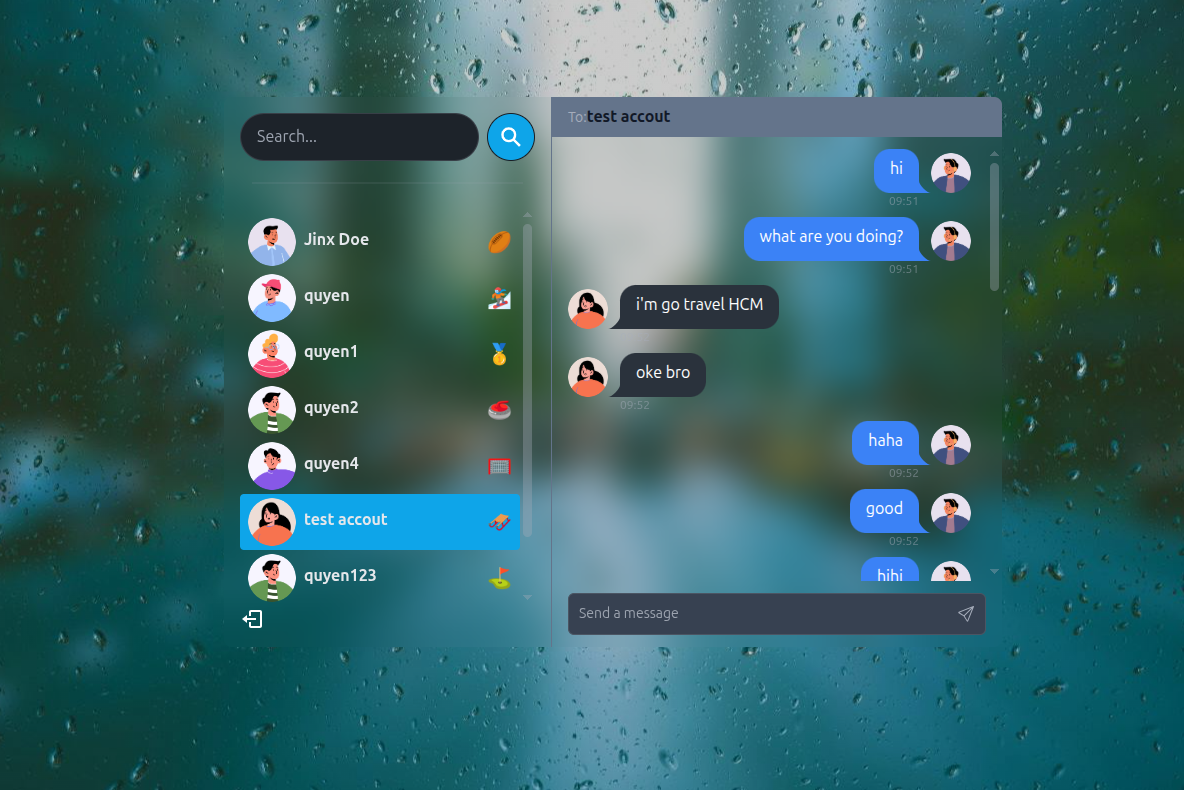 Search...
Jinx Doe
quyen
quyen1
quyen2
quyen4
test accout
quyen123
To:test accout
hi
09:51
what are you doing?
09:51
i'm go travel HCM
oke bro
09:52
haha
09:52
good
09:52
hihi
Send a message